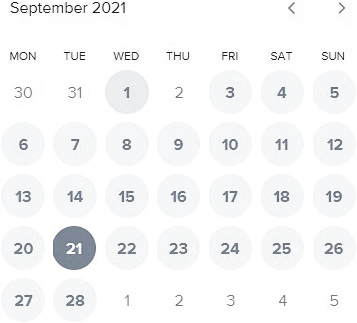 September 2021
MON TUE WED THU FRI SAT SUN
30 31 1 2 3 4 5
6 7 8 9 10 11 12
13 14 15 16 17 18 19
20 21 22 23 24 25 26
27 28 1 2 3 4 5